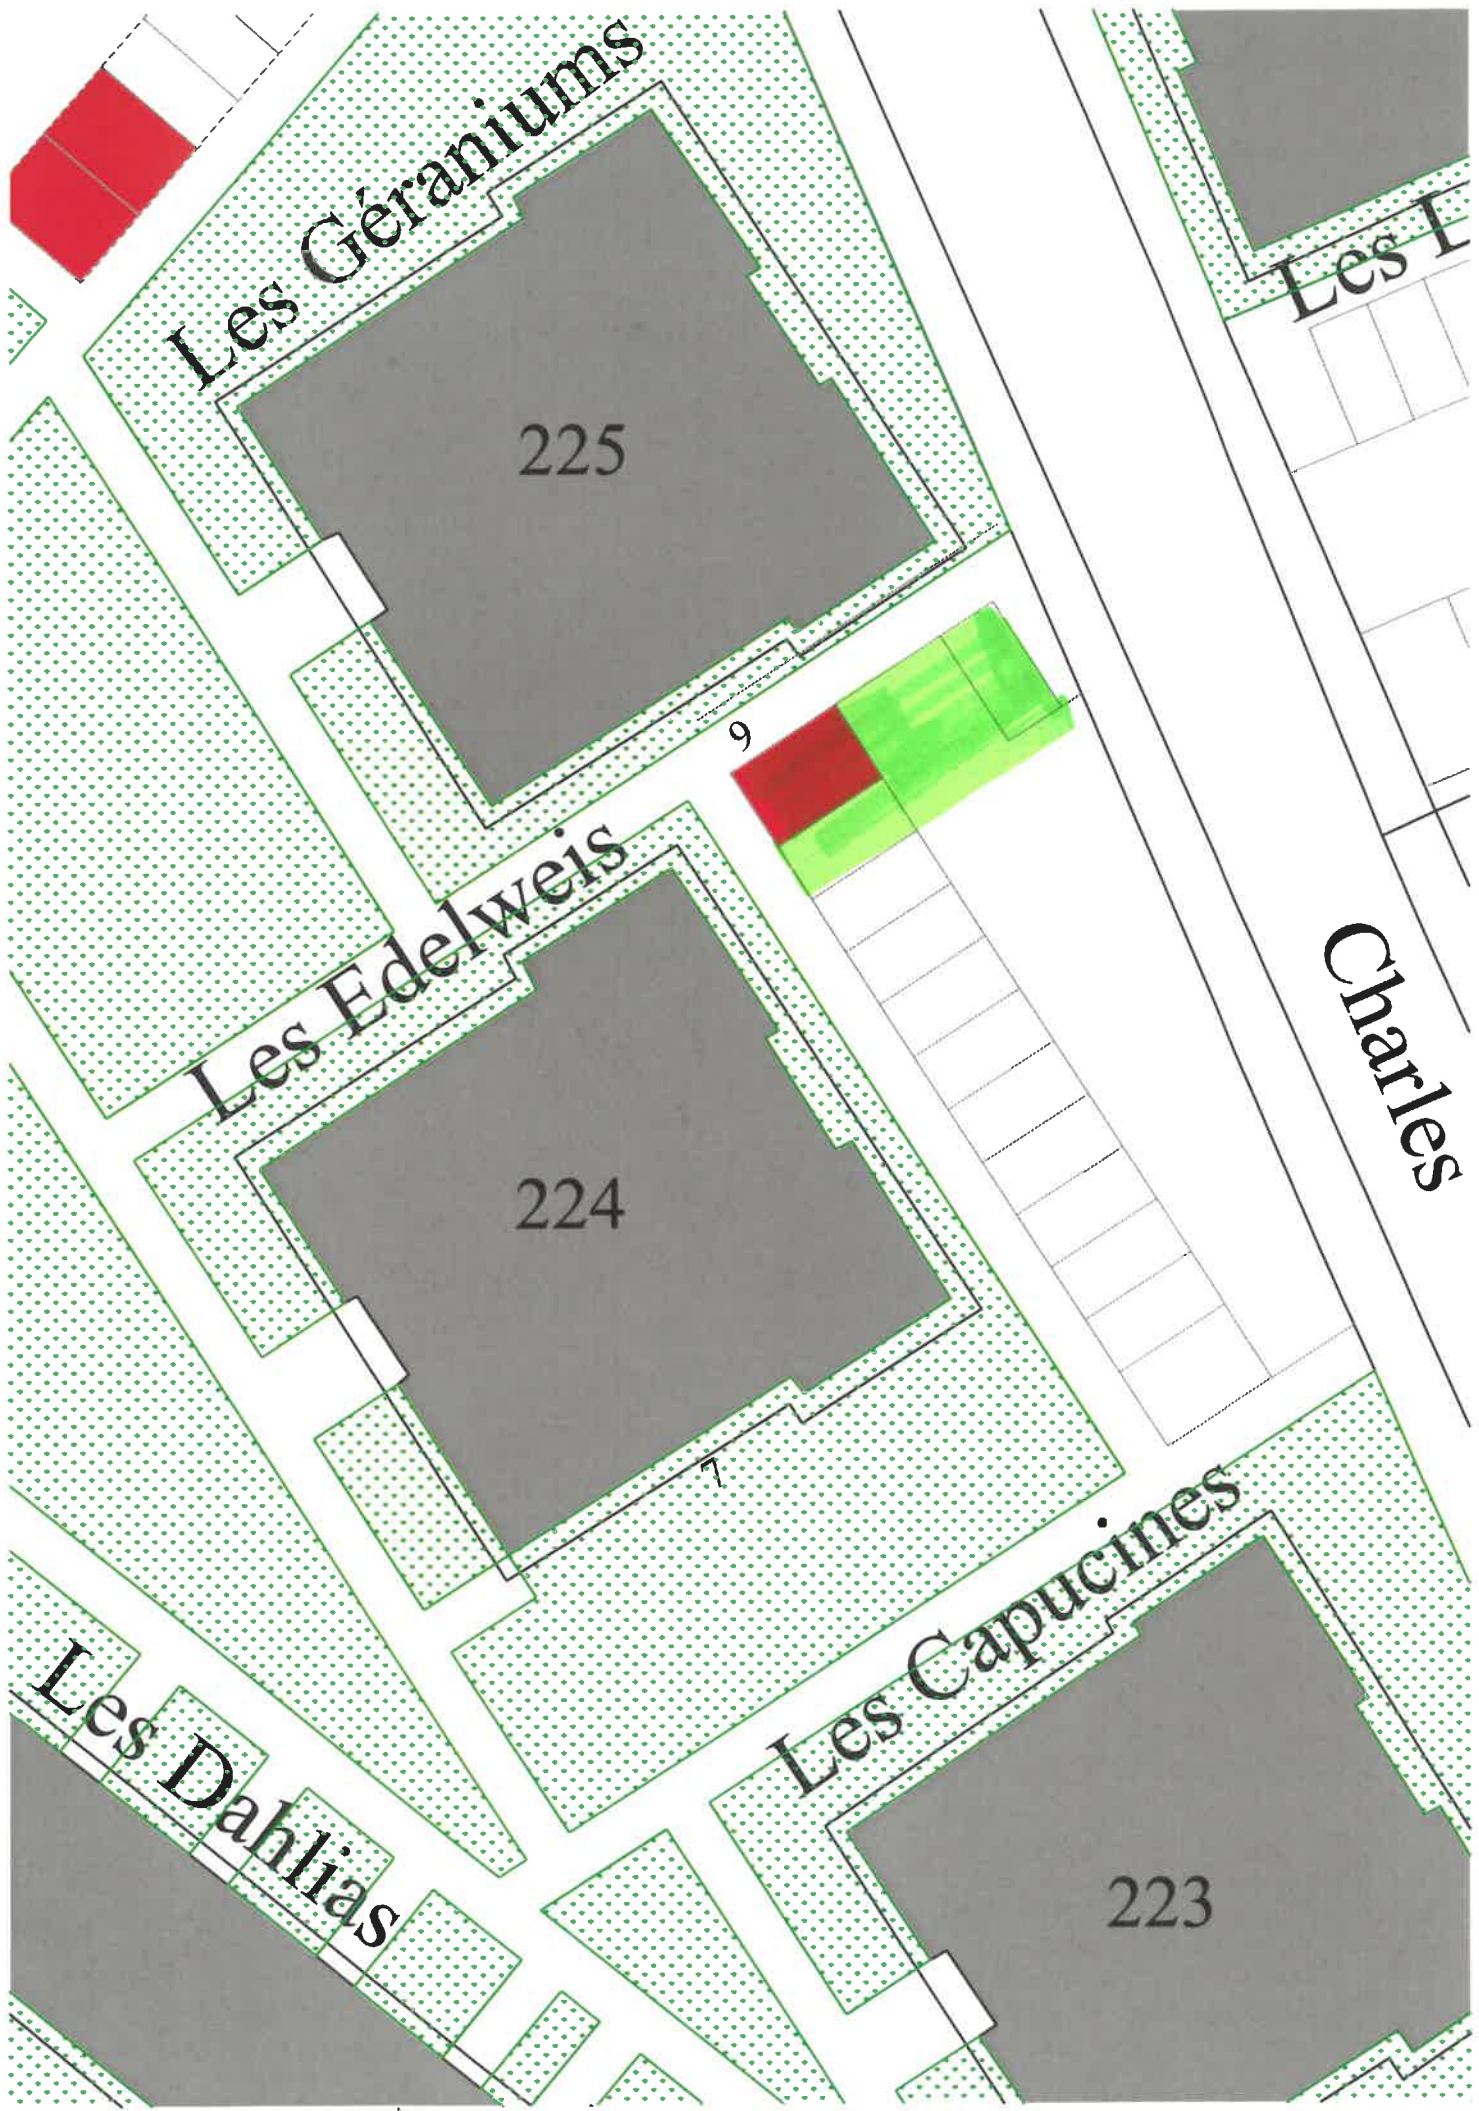 Les Géraniums
Les L
225
9
Les Edelweis
Charles
224
7
Les Capucines
Les Dahlias
223